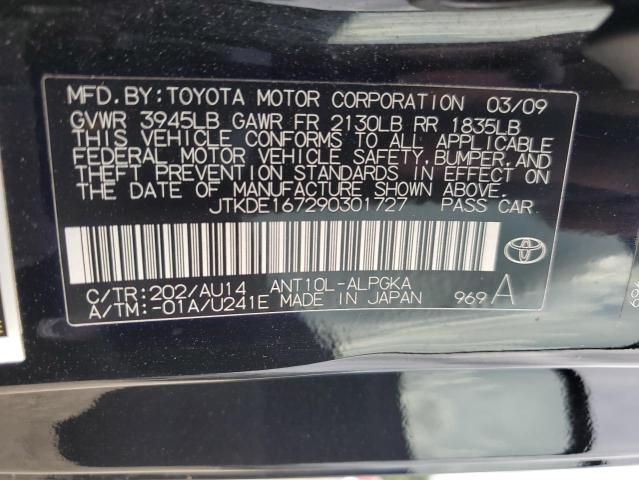 MFD. BY: TOYOTA MOTOR CORPORATION 03/09
GVWR 3945LB GAWR FR 2130LB RR 1835LB
THIS VEHICLE CONFORMS TO ALL APPLICABLE
FEDERAL MOTOR VEHICLE SAFETY, BUMPER, AND
THEFT PREVENTION STANDARDS IN EFFECT ON
THE DATE OF MANUFACTURE SHOWN ABOVE.
JTKDE167290301727 PASS CAR
C/TR: 202/AU14 ANT10L-ALPGKA
A/TM: -01A/U241E MADE IN JAPAN 969 A